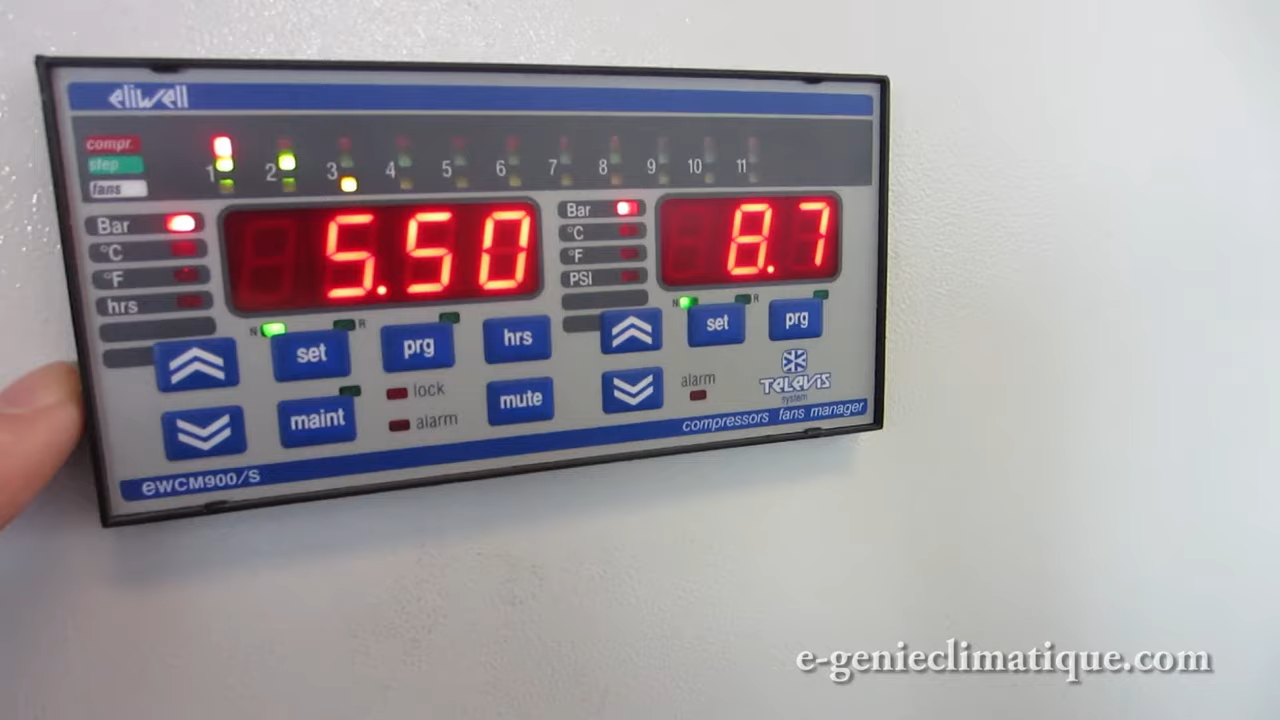 eliwell
compr.
step
fans
1 2 3 4 5 6 7 8 9 10 11
Bar
°C
°F
hrs
5.50
Bar
°C
°F
PSI
8.7
N R
set
prg
hrs
N R
set
prg
maint
lock
alarm
mute
alarm
TELEVIS
system
compressors fans manager
eWCM900/S
e-genieclimatique.com